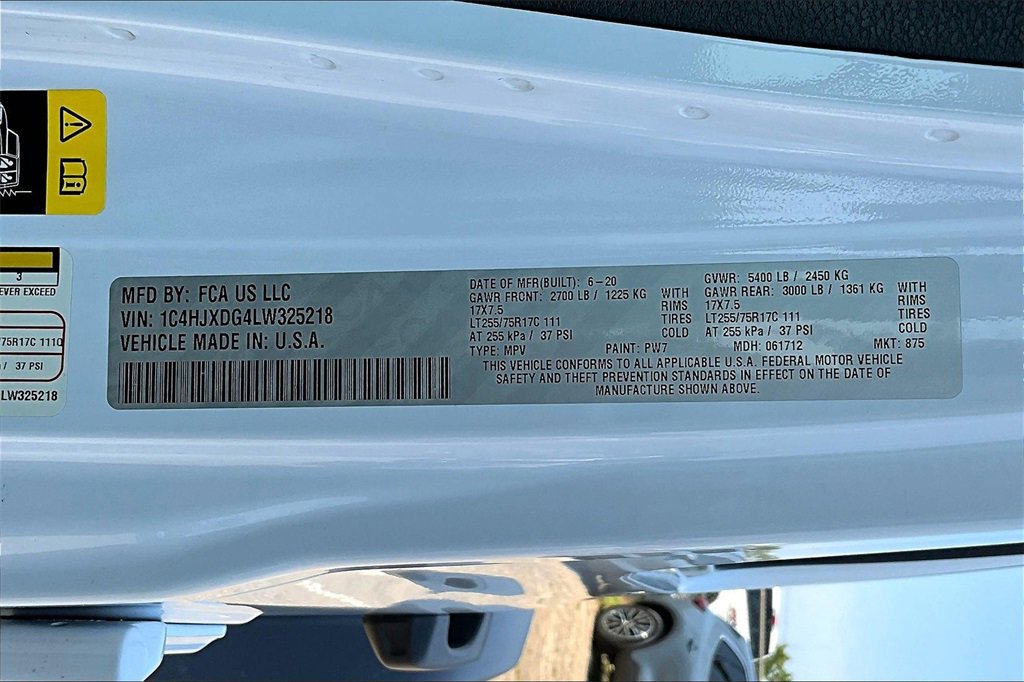 3
EVER EXCEED
/75R17C 111Q
/ 37 PSI
LW325218
MFD BY: FCA US LLC
VIN: 1C4HJXDG4LW325218
VEHICLE MADE IN: U.S.A.
DATE OF MFR(BUILT): 6-20 GVWR: 5400 LB / 2450 KG
GAWR FRONT: 2700 LB / 1225 KG WITH GAWR REAR: 3000 LB / 1361 KG WITH
17X7.5 RIMS 17X7.5 RIMS
LT255/75R17C 111 TIRES LT255/75R17C 111 TIRES
AT 255 kPa / 37 PSI COLD AT 255 kPa / 37 PSI COLD
TYPE: MPV PAINT: PW7 MDH: 061712 MKT: 875
THIS VEHICLE CONFORMS TO ALL APPLICABLE U.S.A. FEDERAL MOTOR VEHICLE
SAFETY AND THEFT PREVENTION STANDARDS IN EFFECT ON THE DATE OF
MANUFACTURE SHOWN ABOVE.